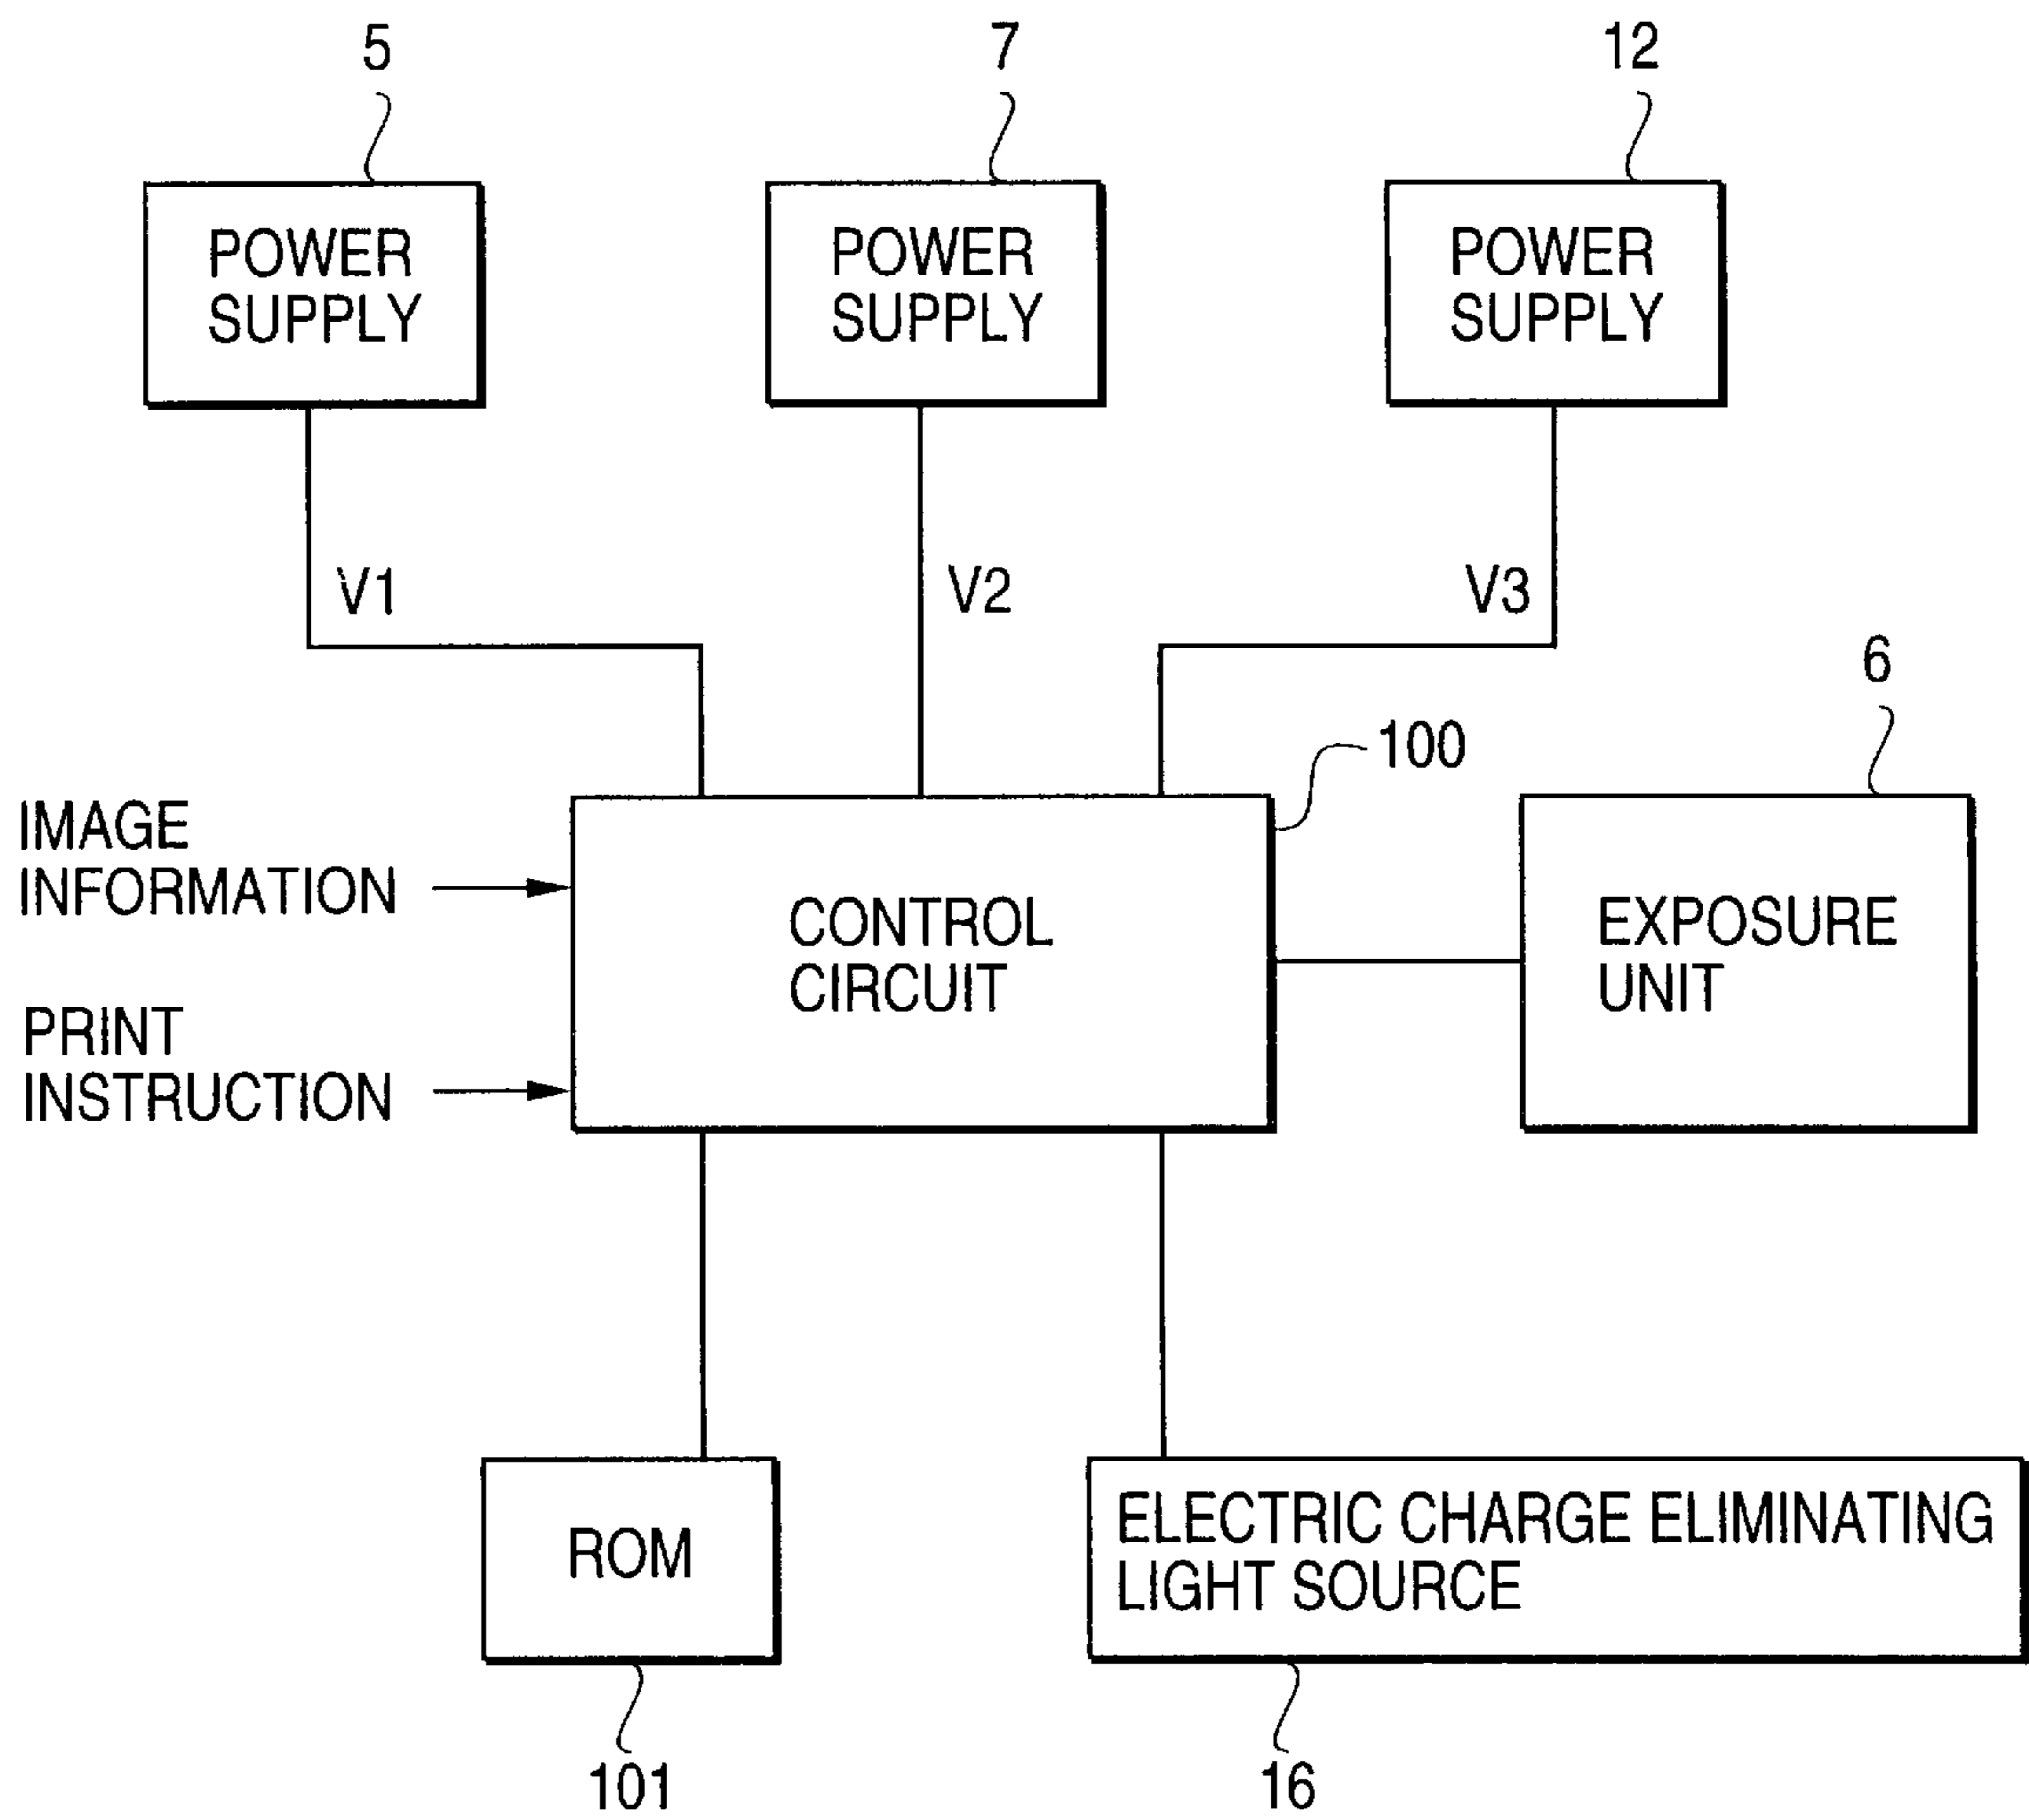 5
7
12
POWER
SUPPLY
POWER
SUPPLY
POWER
SUPPLY
V1
V2
V3
6
100
IMAGE
INFORMATION
PRINT
INSTRUCTION
CONTROL
CIRCUIT
EXPOSURE
UNIT
ROM
ELECTRIC CHARGE ELIMINATING
LIGHT SOURCE
101
16